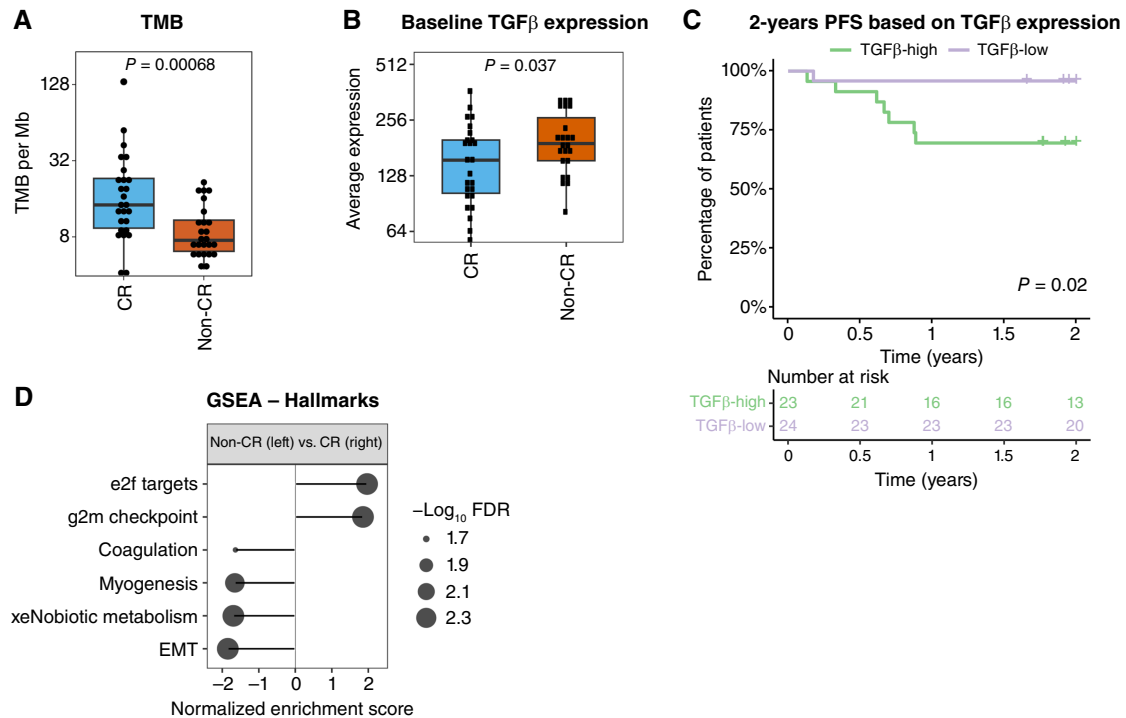 A
TMB
P = 0.00068
TMB per Mb
128
32
8
CR
Non-CR
B
Baseline TGFβ expression
P = 0.037
Average expression
512
256
128
64
CR
Non-CR
C
2-years PFS based on TGFβ expression
TGFβ-high
TGFβ-low
Percentage of patients
100%
75%
50%
25%
0%
P = 0.02
0 0.5 1 1.5 2
Time (years)
Number at risk
TGFβ-high 23 21 16 16 13
TGFβ-low 24 23 23 23 20
0 0.5 1 1.5 2
Time (years)
D
GSEA – Hallmarks
Non-CR (left) vs. CR (right)
e2f targets
g2m checkpoint
Coagulation
Myogenesis
xeNobiotic metabolism
EMT
–2 –1 0 1 2
Normalized enrichment score
–Log10 FDR
1.7
1.9
2.1
2.3